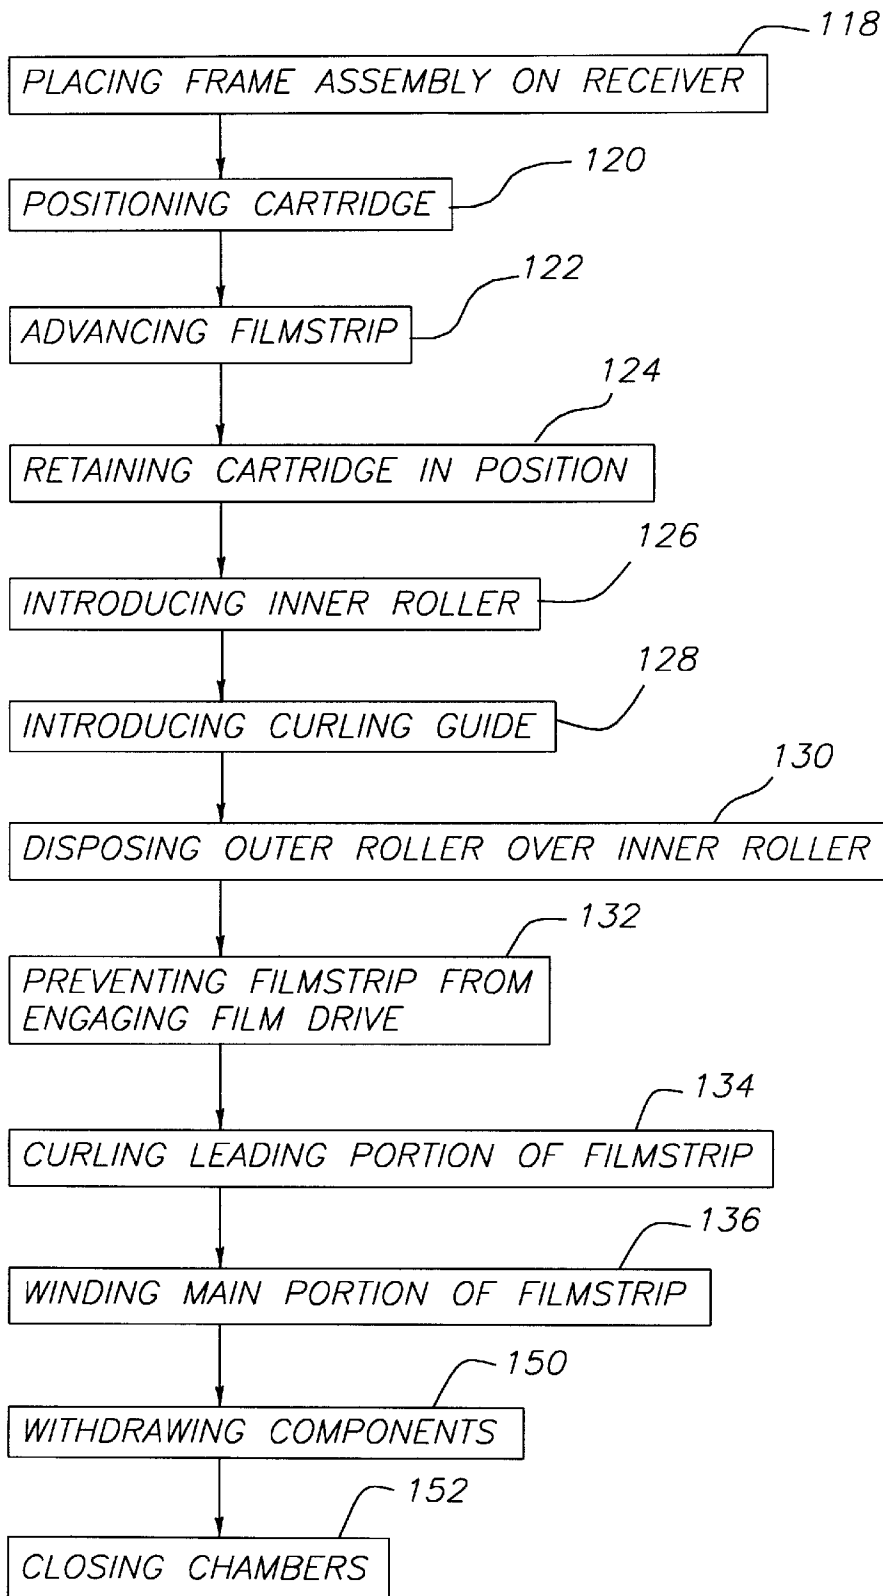 118
PLACING FRAME ASSEMBLY ON RECEIVER
120
POSITIONING CARTRIDGE
122
ADVANCING FILMSTRIP
124
RETAINING CARTRIDGE IN POSITION
126
INTRODUCING INNER ROLLER
128
INTRODUCING CURLING GUIDE
130
DISPOSING OUTER ROLLER OVER INNER ROLLER
132
PREVENTING FILMSTRIP FROM
ENGAGING FILM DRIVE
134
CURLING LEADING PORTION OF FILMSTRIP
136
WINDING MAIN PORTION OF FILMSTRIP
150
WITHDRAWING COMPONENTS
152
CLOSING CHAMBERS